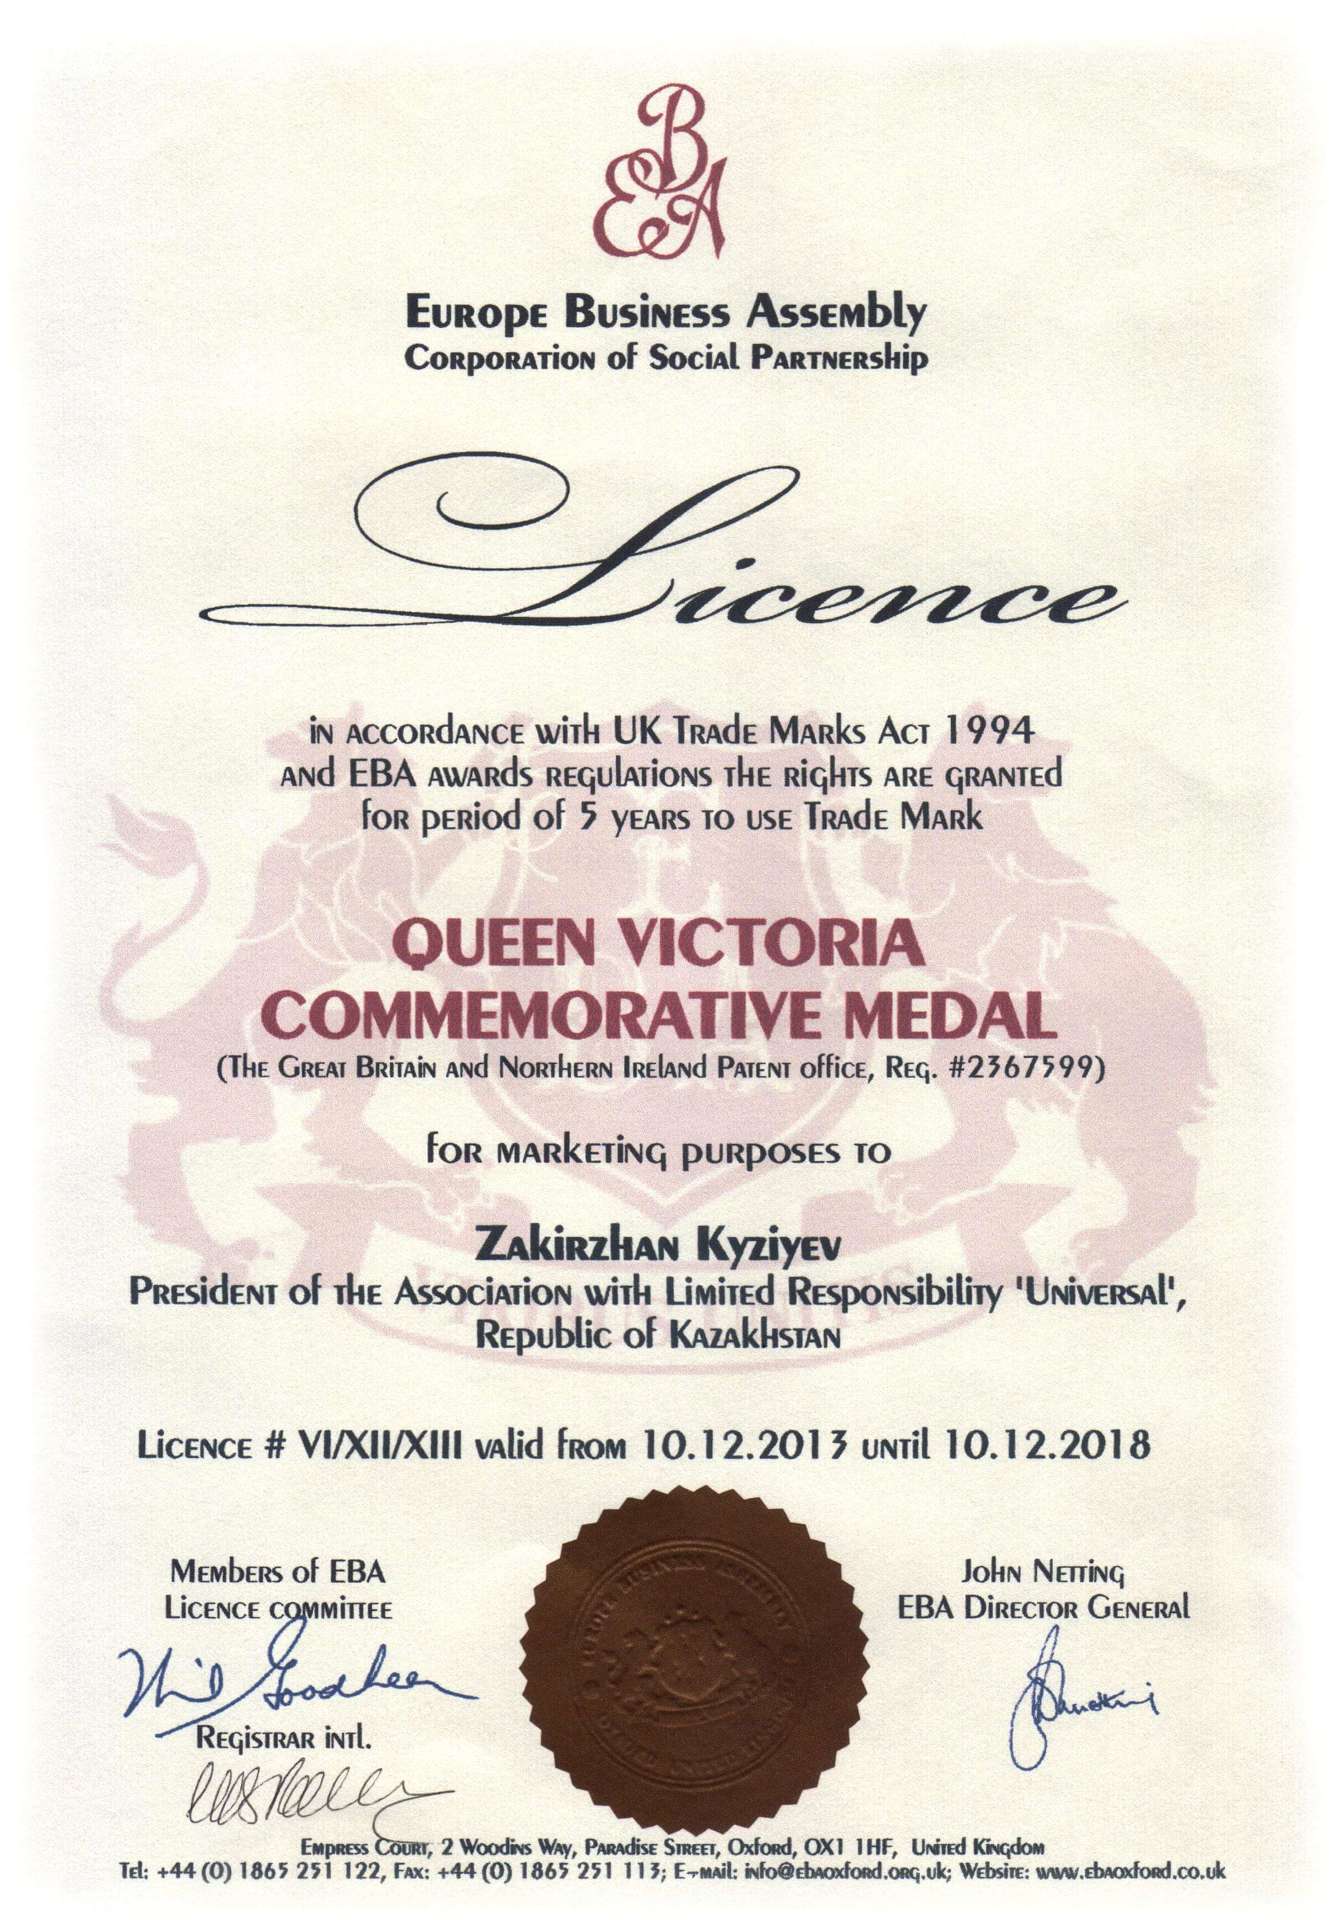 EBA
Europe Business Assembly
Corporation of Social Partnership
Licence
in accordance with UK Trade Marks Act 1994
and EBA awards regulations the rights are granted
for period of 5 years to use Trade Mark
QUEEN VICTORIA
COMMEMORATIVE MEDAL
(The Great Britain and Northern Ireland Patent office, Reg. #2367599)
for marketing purposes to
Zakirzhan Kyziyev
President of the Association with Limited Responsibility 'Universal',
Republic of Kazakhstan
Licence # VI/XII/XIII valid from 10.12.2013 until 10.12.2018
Members of EBA
Licence committee
John Netting
EBA Director General
Registrar intl.
EUROPE BUSINESS ASSEMBLY
Empress Court, 2 Woodins Way, Paradise Street, Oxford, OX1 1HF, United Kingdom
Tel: +44 (0) 1865 251 122, Fax: +44 (0) 1865 251 113; E-mail: info@ebaoxford.org.uk; Website: www.ebaoxford.co.uk